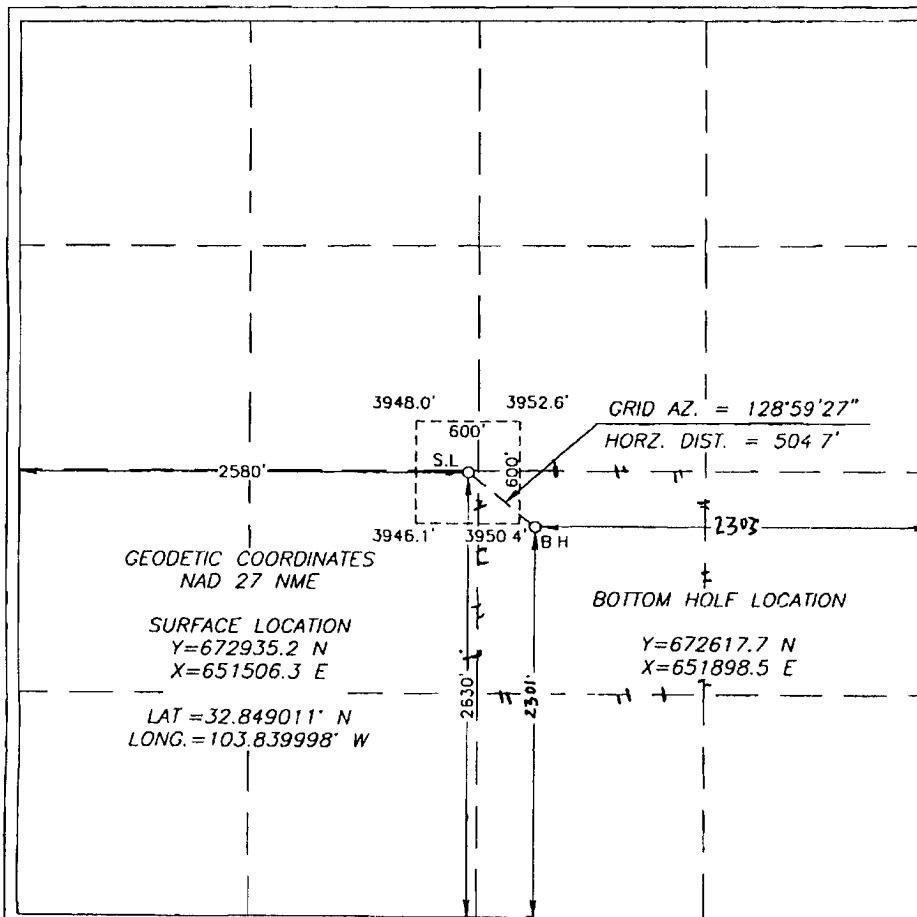 3948.0' 3952.6'
600'
600'
GRID AZ. = 128°59'27"
HORZ. DIST. = 504 7'
S.L
2580'
2303
3946.1' 3950 4'
B H
GEODETIC COORDINATES
NAD 27 NME
SURFACE LOCATION
Y=672935.2 N
X=651506.3 E
LAT =32.849011° N
LONG.=103.839998° W
BOTTOM HOLE LOCATION
Y=672617.7 N
X=651898.5 E
2630'
2301'